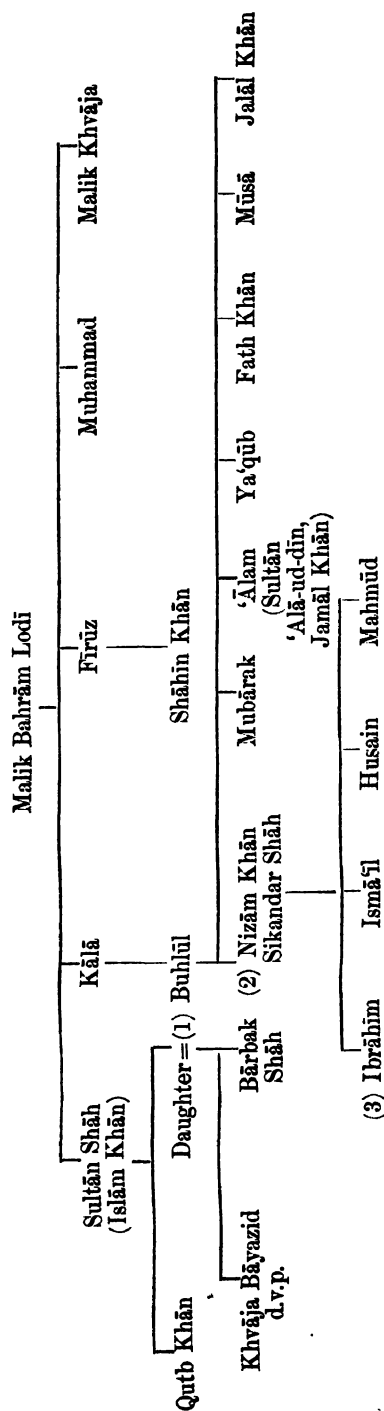 Malik Bahrām Lodī
Sultān Shāh
(Islām Khān)
Kālā
Fīrūz
Muhammad
Malik Khvāja
Qutb Khān
Daughter = (1) Buhlūl
Shāhīn Khān
Khvāja Bāyazid
d.v.p.
Bārbak
Shāh
(2) Nizām Khān
Sikandar Shāh
Mubārak
‘Ālam
(Sultān
‘Alā-ud-dīn,
Jamāl Khān)
Ya‘qūb
Fath Khān
Mūsā
Jalāl Khān
(3) Ibrāhīm
Ismā‘īl
Husain
Mahmūd